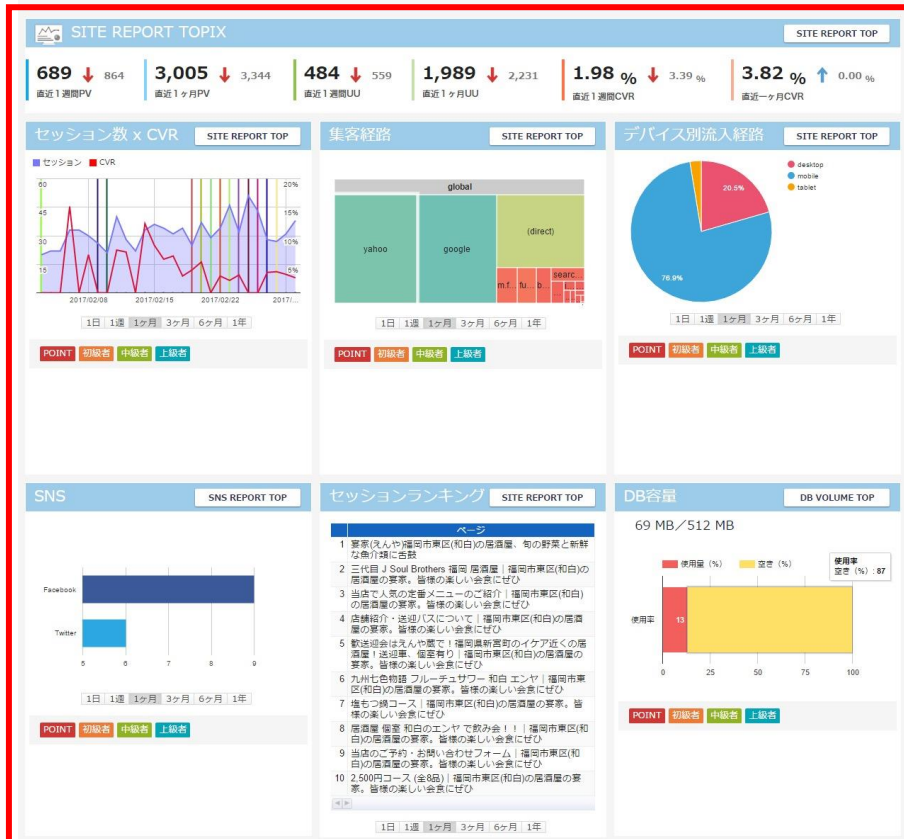 SITE REPORT TOPIX
SITE REPORT TOP
689 864
直近1週間PV
3,005 3,344
直近1ヶ月PV
484 559
直近1週間UU
1,989 2,231
直近1ヶ月UU
1.98 % 3.39 %
直近1週間CVR
3.82 % 0.00 %
直近一ヶ月CVR
セッション数 x CVR SITE REPORT TOP
セッション CVR
60 20%
45 15%
30 10%
15 5%
2017/02/08 2017/02/15 2017/02/22 2017/...
1日 1週 1ヶ月 3ヶ月 6ヶ月 1年
POINT 初級者 中級者 上級者
集客経路 SITE REPORT TOP
global
yahoo google (direct)
searc...
m.f... fu... b...
1日 1週 1ヶ月 3ヶ月 6ヶ月 1年
POINT 初級者 中級者 上級者
デバイス別流入経路 SITE REPORT TOP
desktop
mobile
tablet
20.5%
76.9%
1日 1週 1ヶ月 3ヶ月 6ヶ月 1年
POINT 初級者 中級者 上級者
SNS SNS REPORT TOP
Facebook
Twitter
5 6 7 8 9
1日 1週 1ヶ月 3ヶ月 6ヶ月 1年
POINT 初級者 中級者 上級者
セッションランキング SITE REPORT TOP
ページ
1 宴家(えんや)福岡市東区(和白)の居酒屋、旬の野菜と新鮮
な魚介類に舌鼓
2 三代目 J Soul Brothers 福岡 居酒屋｜福岡市東区(和白)の
居酒屋の宴家。皆様の楽しい会食にぜひ
3 当店で人気の定番メニューのご紹介｜福岡市東区(和白)
の居酒屋の宴家。皆様の楽しい会食にぜひ
4 店舗紹介・送迎バスについて｜福岡市東区(和白)の居酒
屋の宴家。皆様の楽しい会食にぜひ
5 歓送迎会はえんや蔵で！福岡県新宮町のイケア近くの居
酒屋！送迎車、個室有り｜福岡市東区(和白)の居酒屋の
宴家。皆様の楽しい会食にぜひ
6 九州七色物語 フルーチュサワー 和白 エンヤ｜福岡市東
区(和白)の居酒屋の宴家。皆様の楽しい会食にぜひ
7 塩もつ鍋コース｜福岡市東区(和白)の居酒屋の宴家。皆
様の楽しい会食にぜひ
8 居酒屋 個室 和白のエンヤ で飲み会！！｜福岡市東区(和
白)の居酒屋の宴家。皆様の楽しい会食にぜひ
9 当店のご予約・お問い合わせフォーム｜福岡市東区(和
白)の居酒屋の宴家。皆様の楽しい会食にぜひ
10 2,500円コース (全8品)｜福岡市東区(和白)の居酒屋の宴
家。皆様の楽しい会食にぜひ
1日 1週 1ヶ月 3ヶ月 6ヶ月 1年
DB容量 DB VOLUME TOP
69 MB／512 MB
使用量（%） 空き（%）
使用率
空き（%）: 87
使用率 13
0 25 50 75 100
POINT 初級者 中級者 上級者